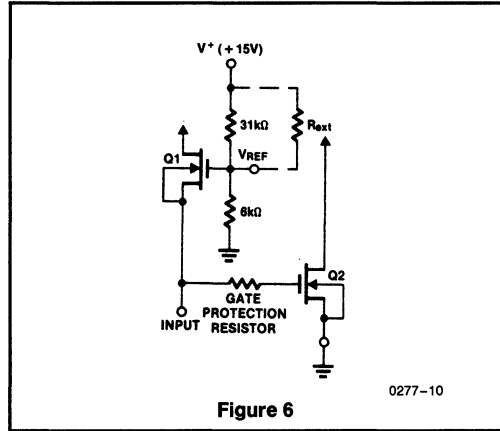 V+ (+15V)
31kΩ
Rext
Q1
VREF
6kΩ
Q2
GATE
PROTECTION
RESISTOR
INPUT
0277-10
Figure 6